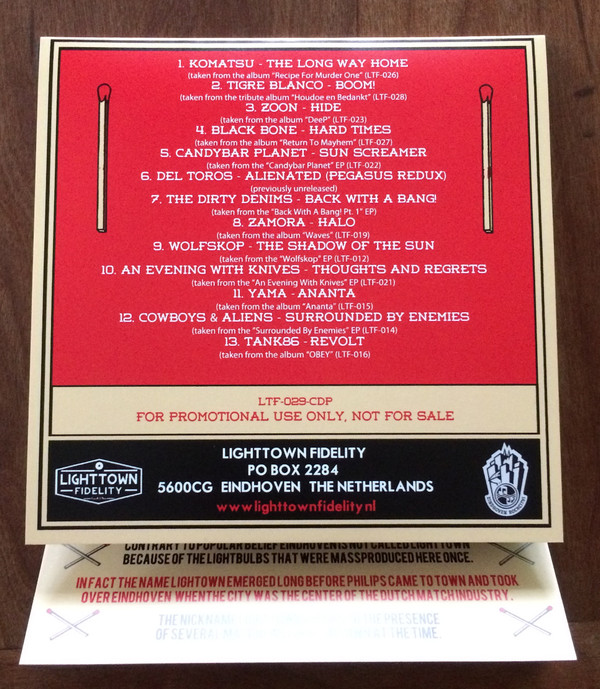 1. KOMATSU - THE LONG WAY HOME
(taken from the album "Recipe For Murder One" (LTF-026)
2. TIGRE BLANCO - BOOM!
(taken from the tribute album "Houdoe en Bedankt" (LTF-028)
3. ZOON - HIDE
(taken from the album "DeeP" (LTF-023)
4. BLACK BONE - HARD TIMES
(taken from the album "Return To Mayhem" (LTF-027)
5. CANDYBAR PLANET - SUN SCREAMER
(taken from the "Candybar Planet" EP (LTF-022)
6. DEL TOROS - ALIENATED (PEGASUS REDUX)
(previously unreleased)
7. THE DIRTY DENIMS - BACK WITH A BANG!
(taken from the "Back With A Bang! Pt. 1" EP)
8. ZAMORA - HALO
(taken from the album "Waves" (LTF-019)
9. WOLFSKOP - THE SHADOW OF THE SUN
(taken from the "Wolfskop" EP (LTF-012)
10. AN EVENING WITH KNIVES - THOUGHTS AND REGRETS
(taken from the "An Evening With Knives" EP (LTF-021)
11. YAMA - ANANTA
(taken from the album "Ananta" (LTF-015)
12. COWBOYS & ALIENS - SURROUNDED BY ENEMIES
(taken from the "Surrounded By Enemies" EP (LTF-014)
13. TANK86 - REVOLT
(taken from the album "OBEY" (LTF-016)
LTF-029-CDP
FOR PROMOTIONAL USE ONLY, NOT FOR SALE
LIGHTTOWN FIDELITY
PO BOX 2284
5600CG EINDHOVEN THE NETHERLANDS
www.lighttownfidelity.nl
LIGHTTOWN
FIDELITY
CONTRARY TO POPULAR BELIEF EINDHOVEN IS NOT CALLED LIGHTTOWN
BECAUSE OF THE LIGHTBULBS THAT WERE MASSPRODUCED HERE ONCE.
IN FACT THE NAME LIGHTOWN EMERGED LONG BEFORE PHILIPS CAME TO TOWN AND TOOK
OVER EINDHOVEN WHEN THE CITY WAS THE CENTER OF THE DUTCH MATCH INDUSTRY.
THE NICKNAME PRESENCE
OF SEVERAL AT THE TIME.